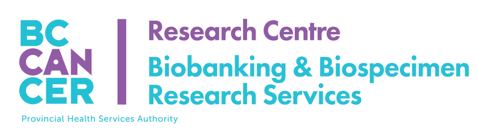 BC
CAN
CER
Research Centre
Biobanking & Biospecimen
Research Services
Provincial Health Services Authority